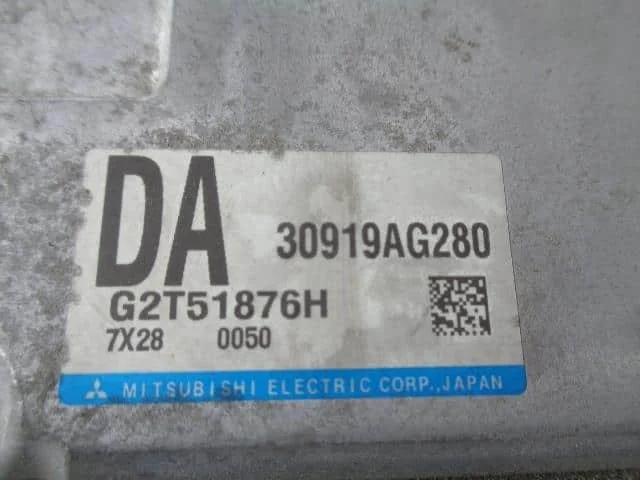 DA 30919AG280
G2T51876H
7X28 0050
MITSUBISHI ELECTRIC CORP., JAPAN